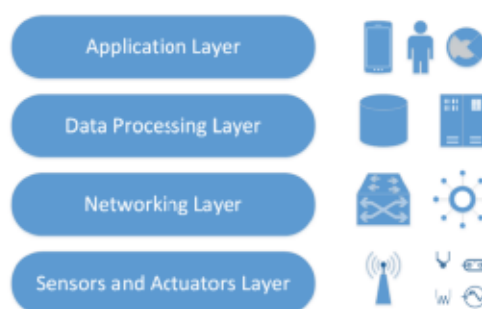 Application Layer
Data Processing Layer
Networking Layer
Sensors and Actuators Layer